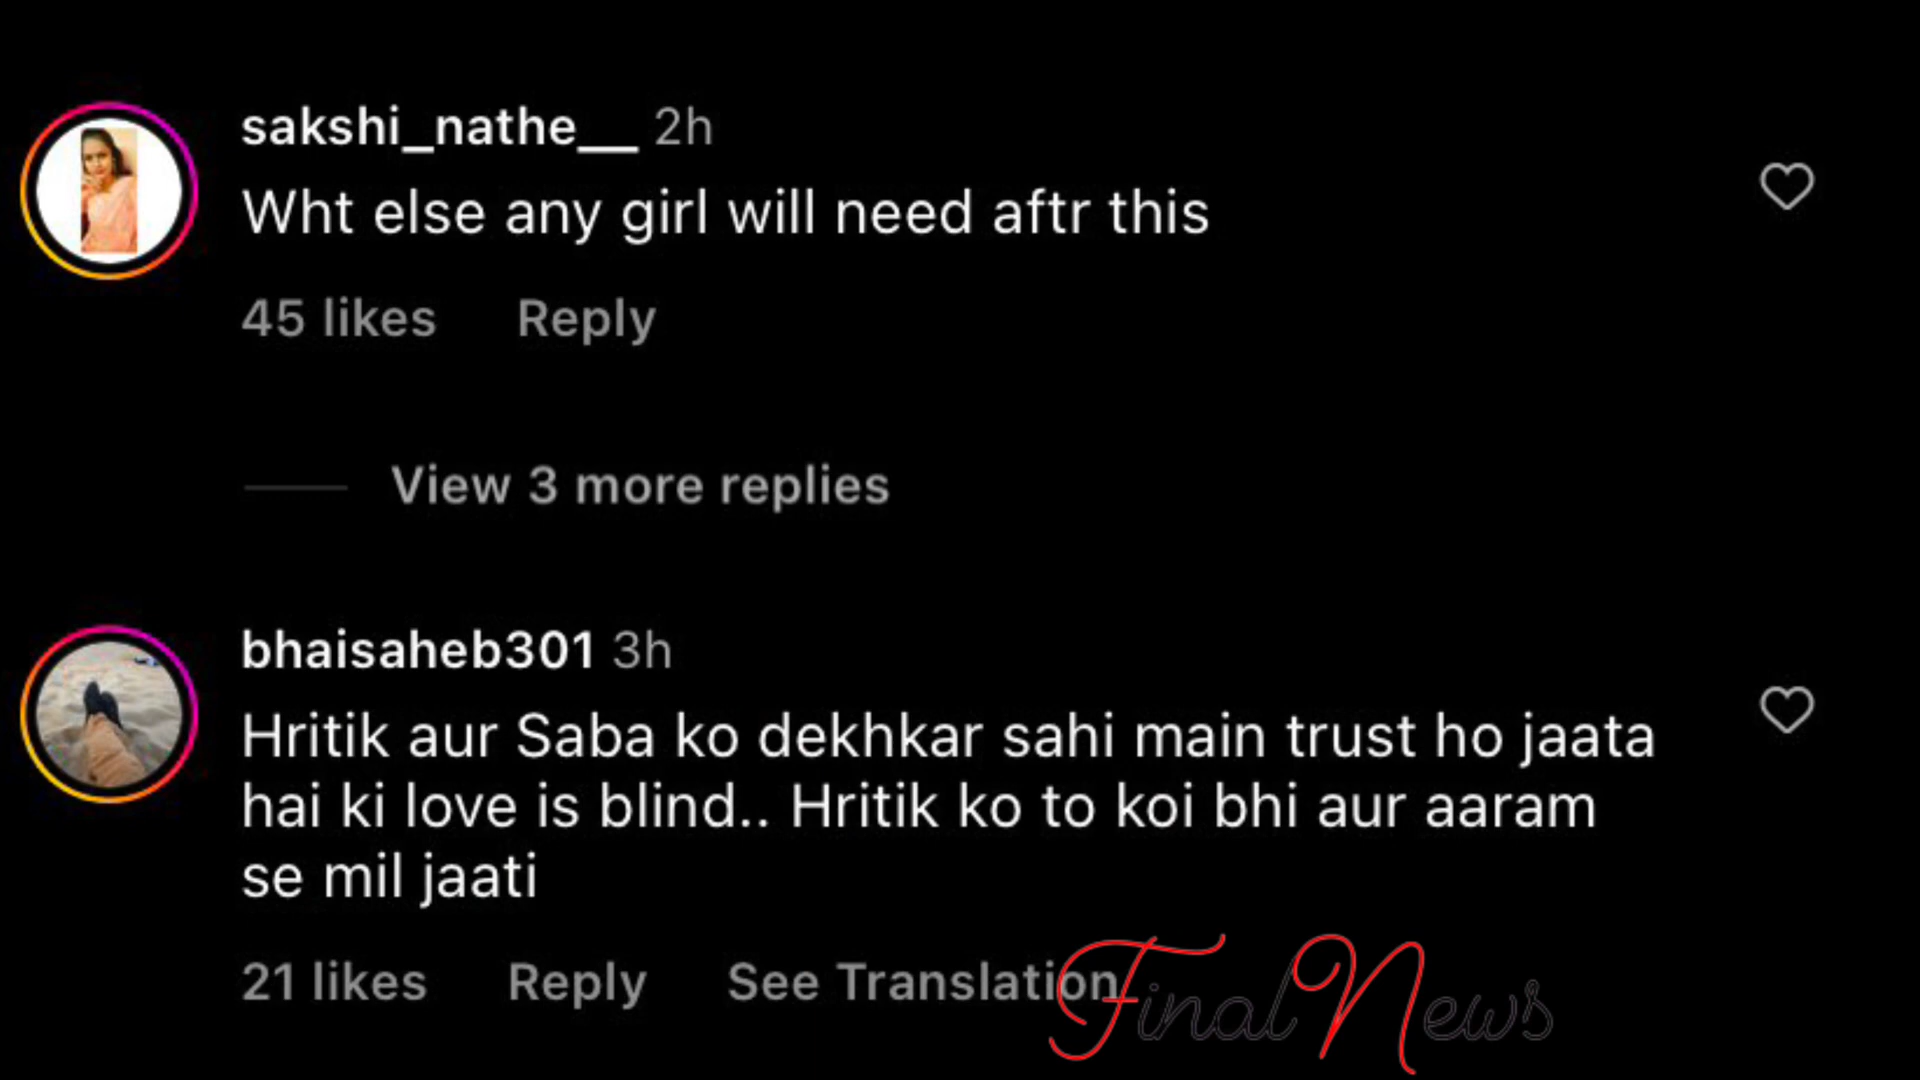 sakshi_nathe__ 2h
Wht else any girl will need aftr this
45 likes Reply
View 3 more replies
bhaisaheb301 3h
Hritik aur Saba ko dekhkar sahi main trust ho jaata
hai ki love is blind.. Hritik ko to koi bhi aur aaram
se mil jaati
21 likes Reply See Translation
Final News